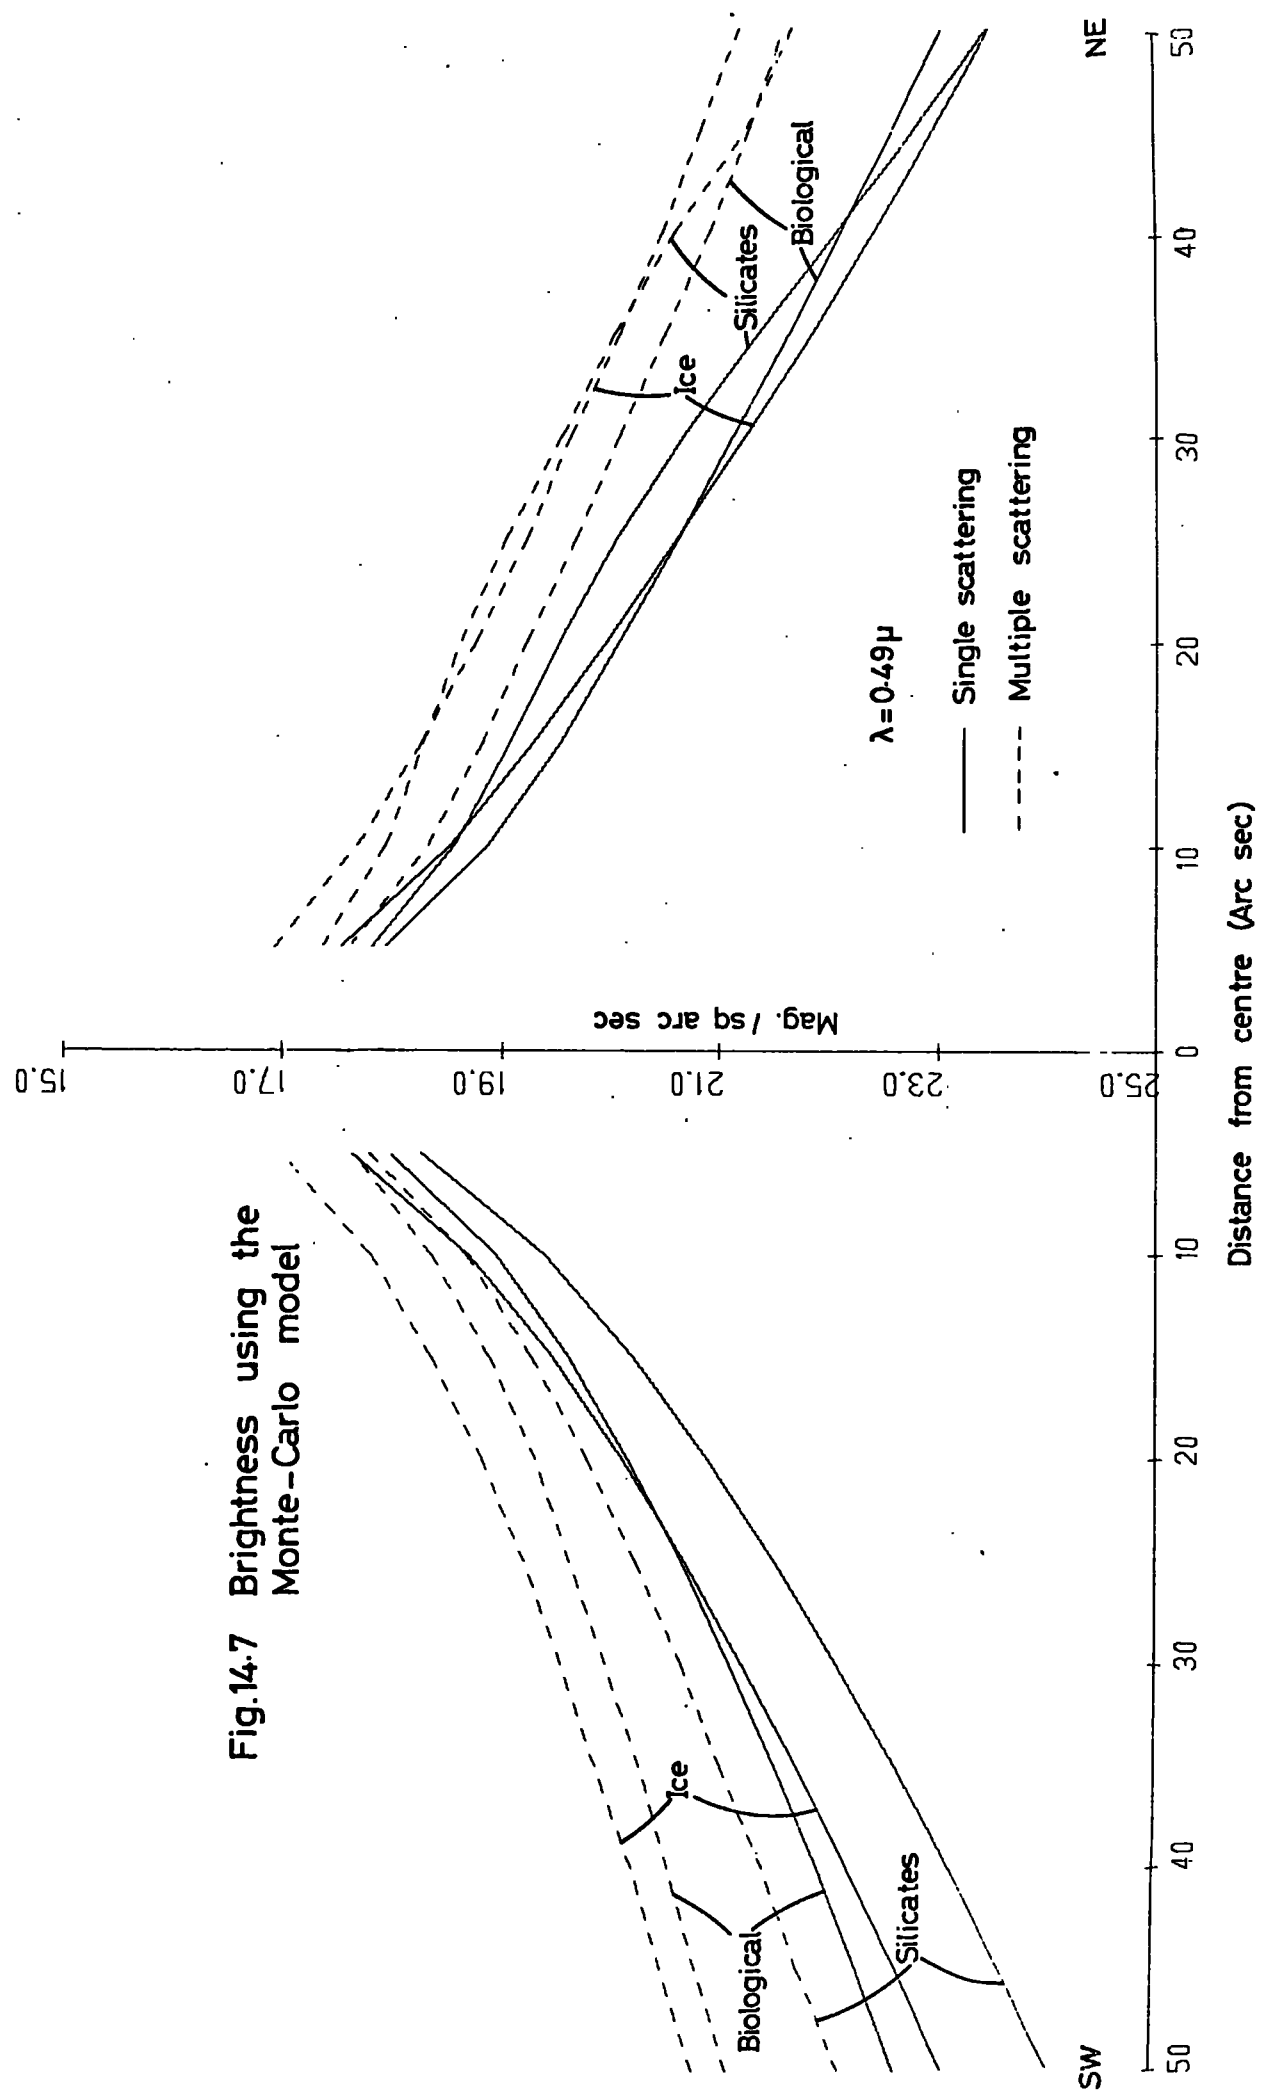 Fig.14.7 Brightness using the
Monte-Carlo model
15.0
17.0
19.0
21.0
23.0
25.0
Mag. / sq arc sec
Ice
Biological
Silicates
Ice
Silicates
Biological
λ=0.49μ
Single scattering
Multiple scattering
SW
NE
50
40
30
20
10
0
10
20
30
40
50
Distance from centre (Arc sec)